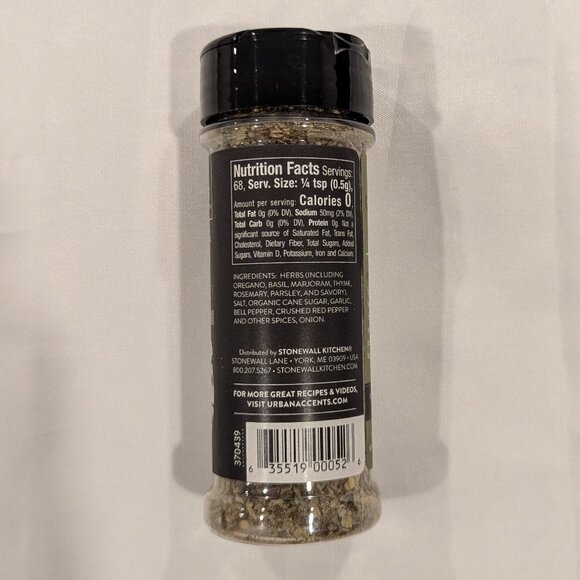 Nutrition Facts Servings:
68, Serv. Size: ¼ tsp (0.5g),
Amount per serving: Calories 0,
Total Fat 0g (0% DV), Sodium 50mg (2% DV),
Total Carb 0g (0% DV), Protein 0g. Not a
significant source of Saturated Fat, Trans Fat,
Cholesterol, Dietary Fiber, Total Sugars, Added
Sugars, Vitamin D, Potassium, Iron and Calcium.
INGREDIENTS: HERBS (INCLUDING
OREGANO, BASIL, MARJORAM, THYME,
ROSEMARY, PARSLEY, AND SAVORY),
SALT, ORGANIC CANE SUGAR, GARLIC,
BELL PEPPER, CRUSHED RED PEPPER
AND OTHER SPICES, ONION.
Distributed by STONEWALL KITCHEN®
STONEWALL LANE • YORK, ME 03909 • USA
800.207.5267 • STONEWALLKITCHEN.COM
FOR MORE GREAT RECIPES & VIDEOS,
VISIT URBANACCENTS.COM
370439
6 35519 00052 6